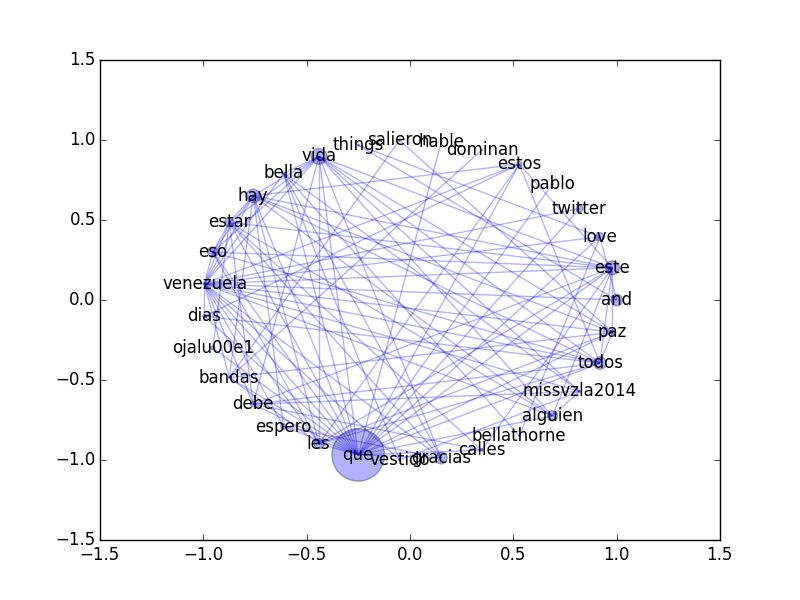 1.5
things salieron hable dominan
1.0
vida estos
bella pablo
hay twitter
0.5
estar love
eso este
venezuela and
0.0
dias paz
ojalu00e1 todos
−0.5
bandas missvzla2014
debe alguien
espero bellathorne
les calles
−1.0
que vestigo gracias
−1.5
−1.5 −1.0 −0.5 0.0 0.5 1.0 1.5